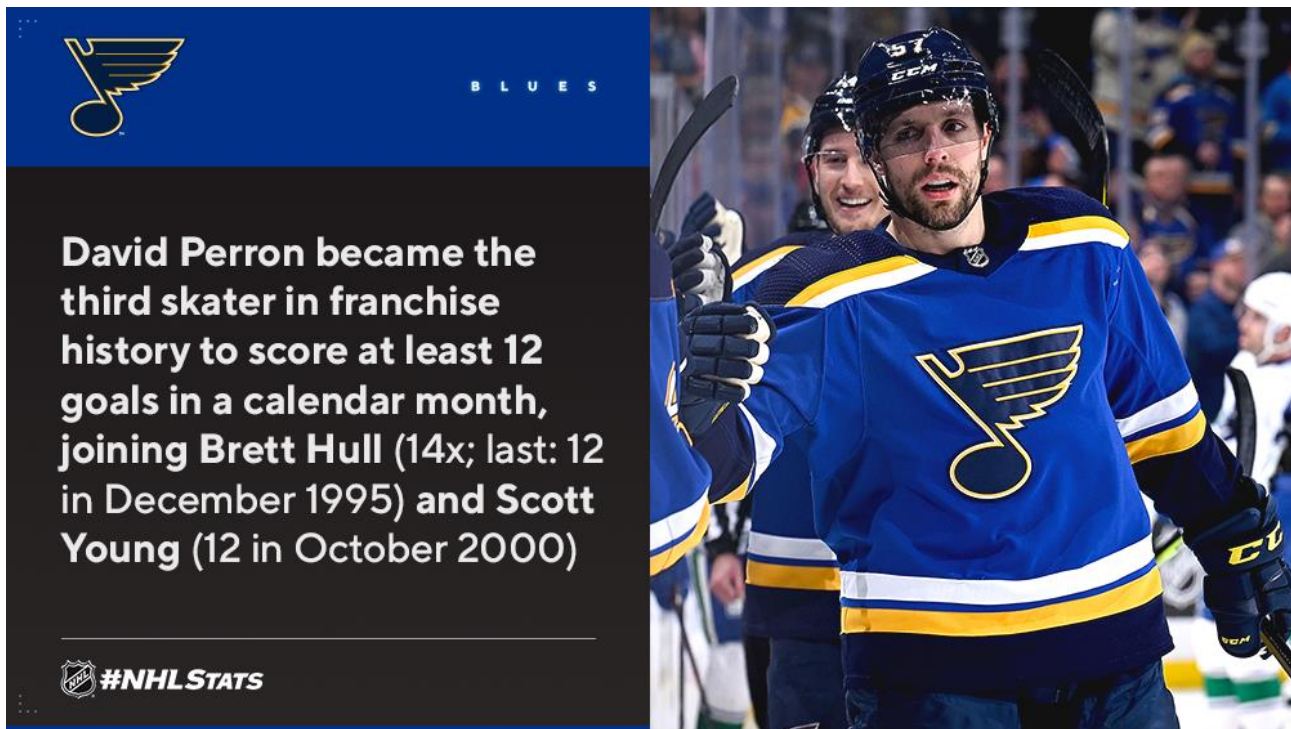 BLUES
David Perron became the
third skater in franchise
history to score at least 12
goals in a calendar month,
joining Brett Hull (14x; last: 12
in December 1995) and Scott
Young (12 in October 2000)
NHL #NHLSTATS
57
CCM
NHL
CCM